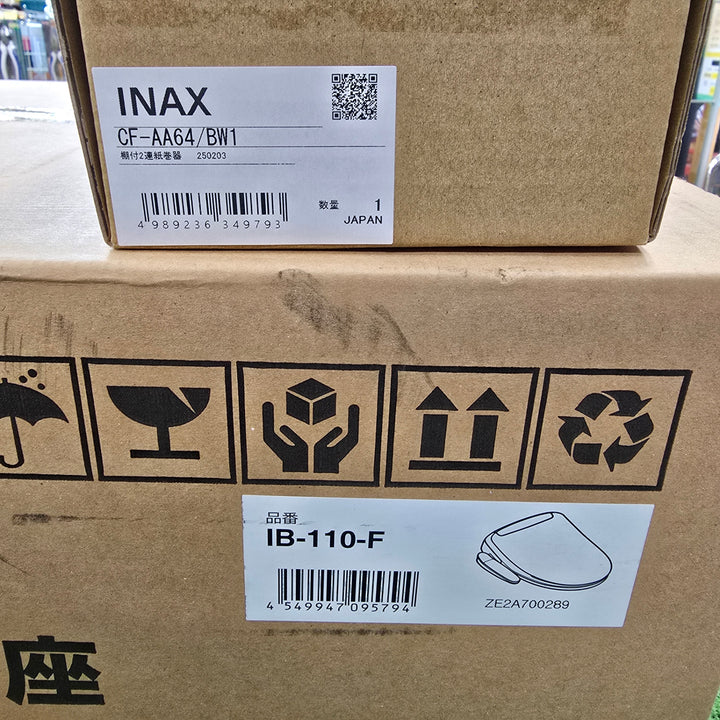 INAX
CF-AA64/BW1
棚付2連紙巻器 250203
4 989236 349793
数量 1
JAPAN
品番
IB-110-F
4 549947 095794
ZE2A700289
座